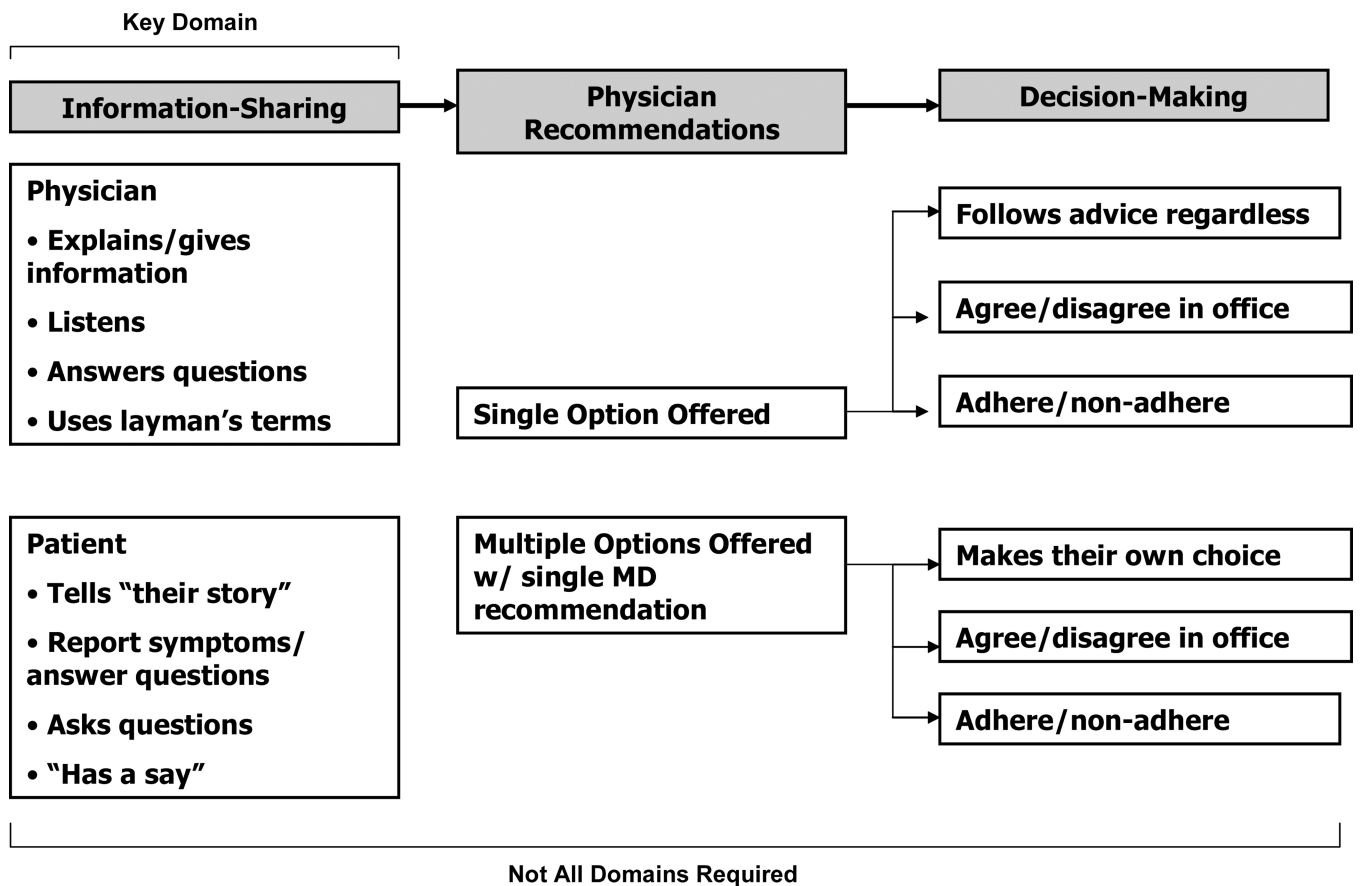 Key Domain
Information-Sharing
Physician
Recommendations
Decision-Making
Physician
• Explains/gives
information
• Listens
• Answers questions
• Uses layman’s terms
Patient
• Tells “their story”
• Report symptoms/
answer questions
• Asks questions
• “Has a say”
Single Option Offered
Multiple Options Offered
w/ single MD
recommendation
Follows advice regardless
Agree/disagree in office
Adhere/non-adhere
Makes their own choice
Agree/disagree in office
Adhere/non-adhere
Not All Domains Required